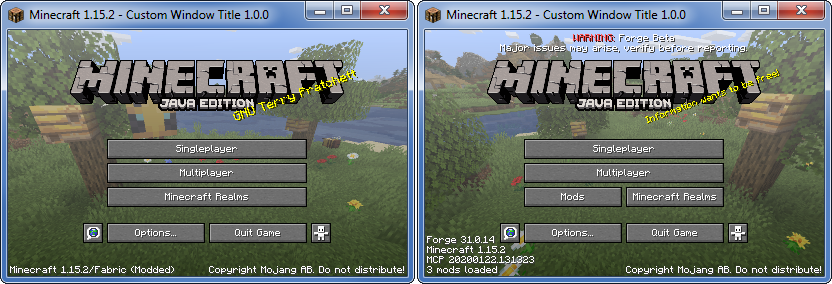 Minecraft 1.15.2 - Custom Window Title 1.0.0
MINECRAFT
JAVA EDITION
GNU Terry Pratchett
Singleplayer
Multiplayer
Minecraft Realms
Options...
Quit Game
Minecraft 1.15.2/Fabric (Modded)
Copyright Mojang AB. Do not distribute!
Minecraft 1.15.2 - Custom Window Title 1.0.0
WARNING: Forge Beta
Major issues may arise, verify before reporting.
MINECRAFT
JAVA EDITION
Information wants to be free!
Singleplayer
Multiplayer
Mods
Minecraft Realms
Options...
Quit Game
Forge 31.0.14
Minecraft 1.15.2
MCP 20200122.131323
3 mods loaded
Copyright Mojang AB. Do not distribute!